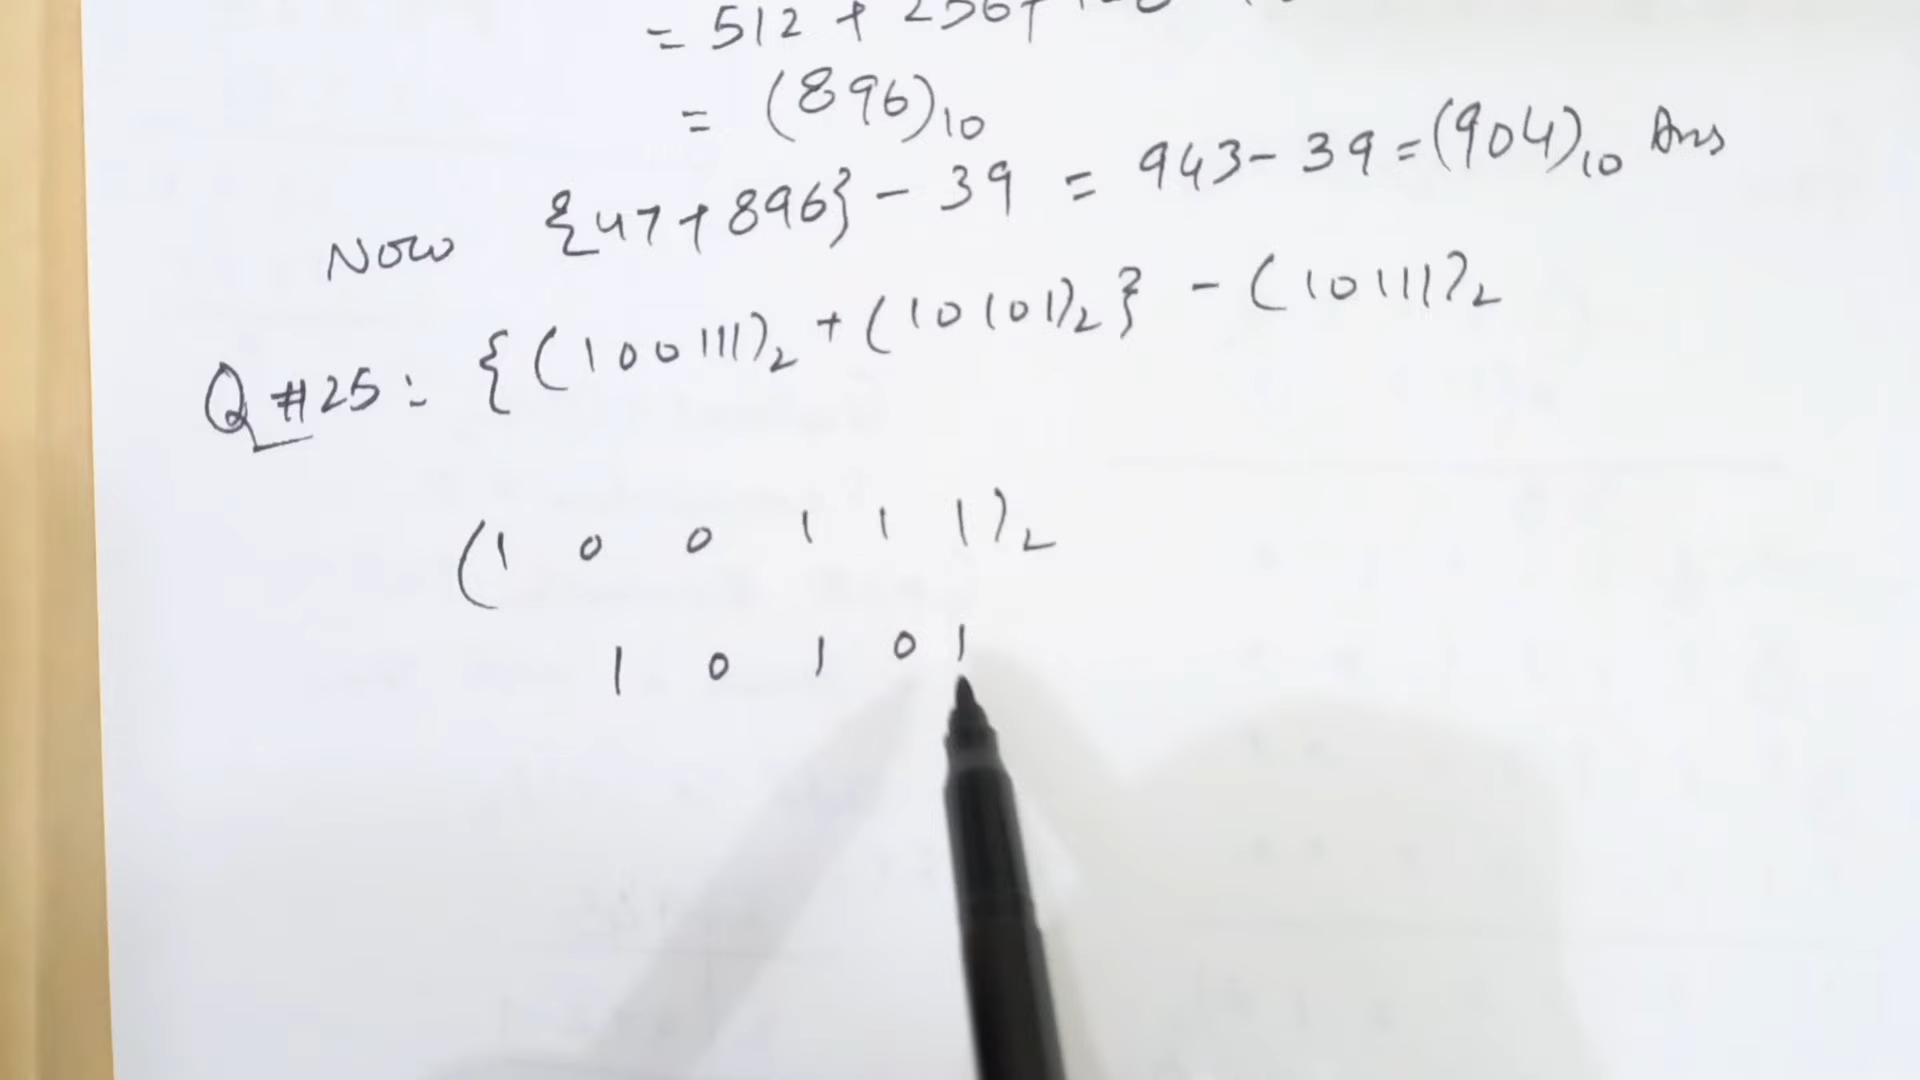 = 512 + 256 +
= (896)10
Now {47+896} - 39 = 943 - 39 = (904)10 Ans
Q#25: {(100111)2 + (10101)2} - (10111)2
(1 0 0 1 1 1)2
1 0 1 0 1